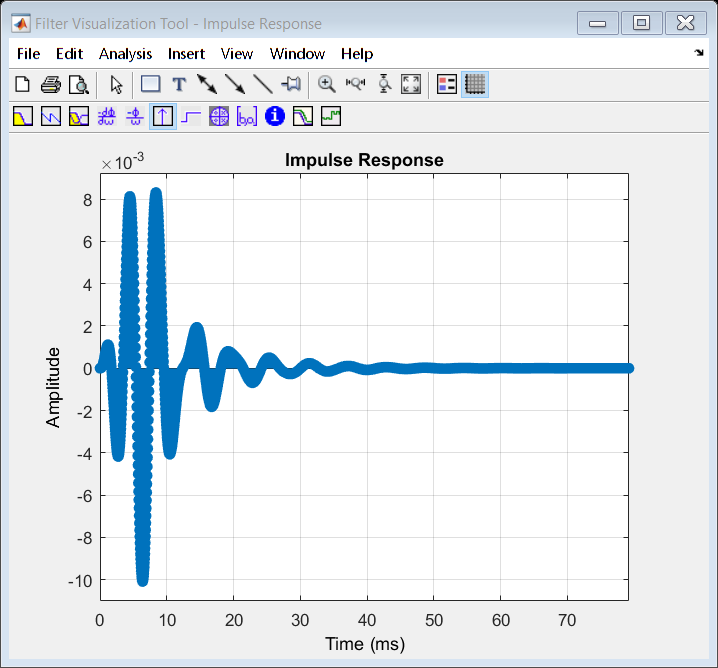 Filter Visualization Tool - Impulse Response
File Edit Analysis Insert View Window Help
T
[b,a]
i
×10-3
Impulse Response
8
6
4
2
0
-2
-4
-6
-8
-10
Amplitude
0 10 20 30 40 50 60 70
Time (ms)